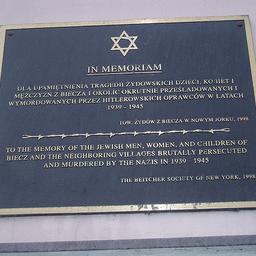 IN MEMORIAM
DLA UPAMIĘTNIENIA TRAGEDII ŻYDOWSKICH DZIECI, KOBIET I
MĘŻCZYZN Z BIECZA I OKOLIC OKRUTNIE PRZEŚLADOWANYCH I
WYMORDOWANYCH PRZEZ HITLEROWSKICH OPRAWCÓW W LATACH
1939 - 1945
TOW. ŻYDÓW Z BIECZA W NOWYM JORKU, 1998
TO THE MEMORY OF THE JEWISH MEN, WOMEN, AND CHILDREN OF
BIECZ AND THE NEIGHBORING VILLAGES BRUTALLY PERSECUTED
AND MURDERED BY THE NAZIS IN 1939 - 1945
THE BEITCHER SOCIETY OF NEW YORK, 1998